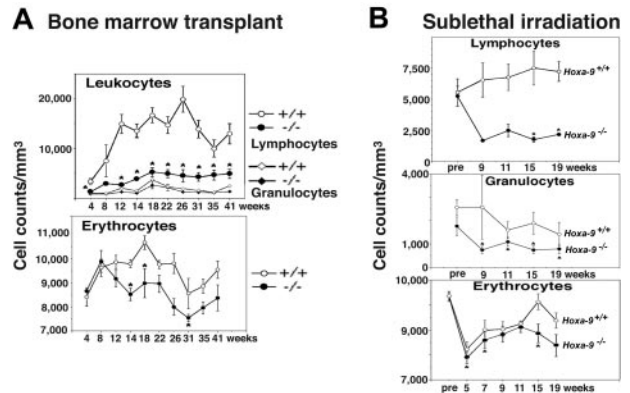 A Bone marrow transplant
Leukocytes
20,000
10,000
+/+
-/-
Lymphocytes
+/+
-/-
Granulocytes
4 8 12 14 18 22 26 31 35 41 weeks
Cell counts/mm³
Erythrocytes
11,000
10,000
9,000
8,000
7,000
+/+
-/-
4 8 12 14 18 22 26 31 35 41 weeks
B Sublethal irradiation
Lymphocytes
7,500
5,000
2,500
0
Hoxa-9+/+
Hoxa-9-/-
pre 9 11 15 19 weeks
Cell counts/mm³
Granulocytes
4,000
1,000
0
Hoxa-9+/+
Hoxa-9-/-
pre 9 11 15 19 weeks
Erythrocytes
10,000
9,000
7,000
Hoxa-9+/+
Hoxa-9-/-
pre 5 7 9 11 15 19 weeks